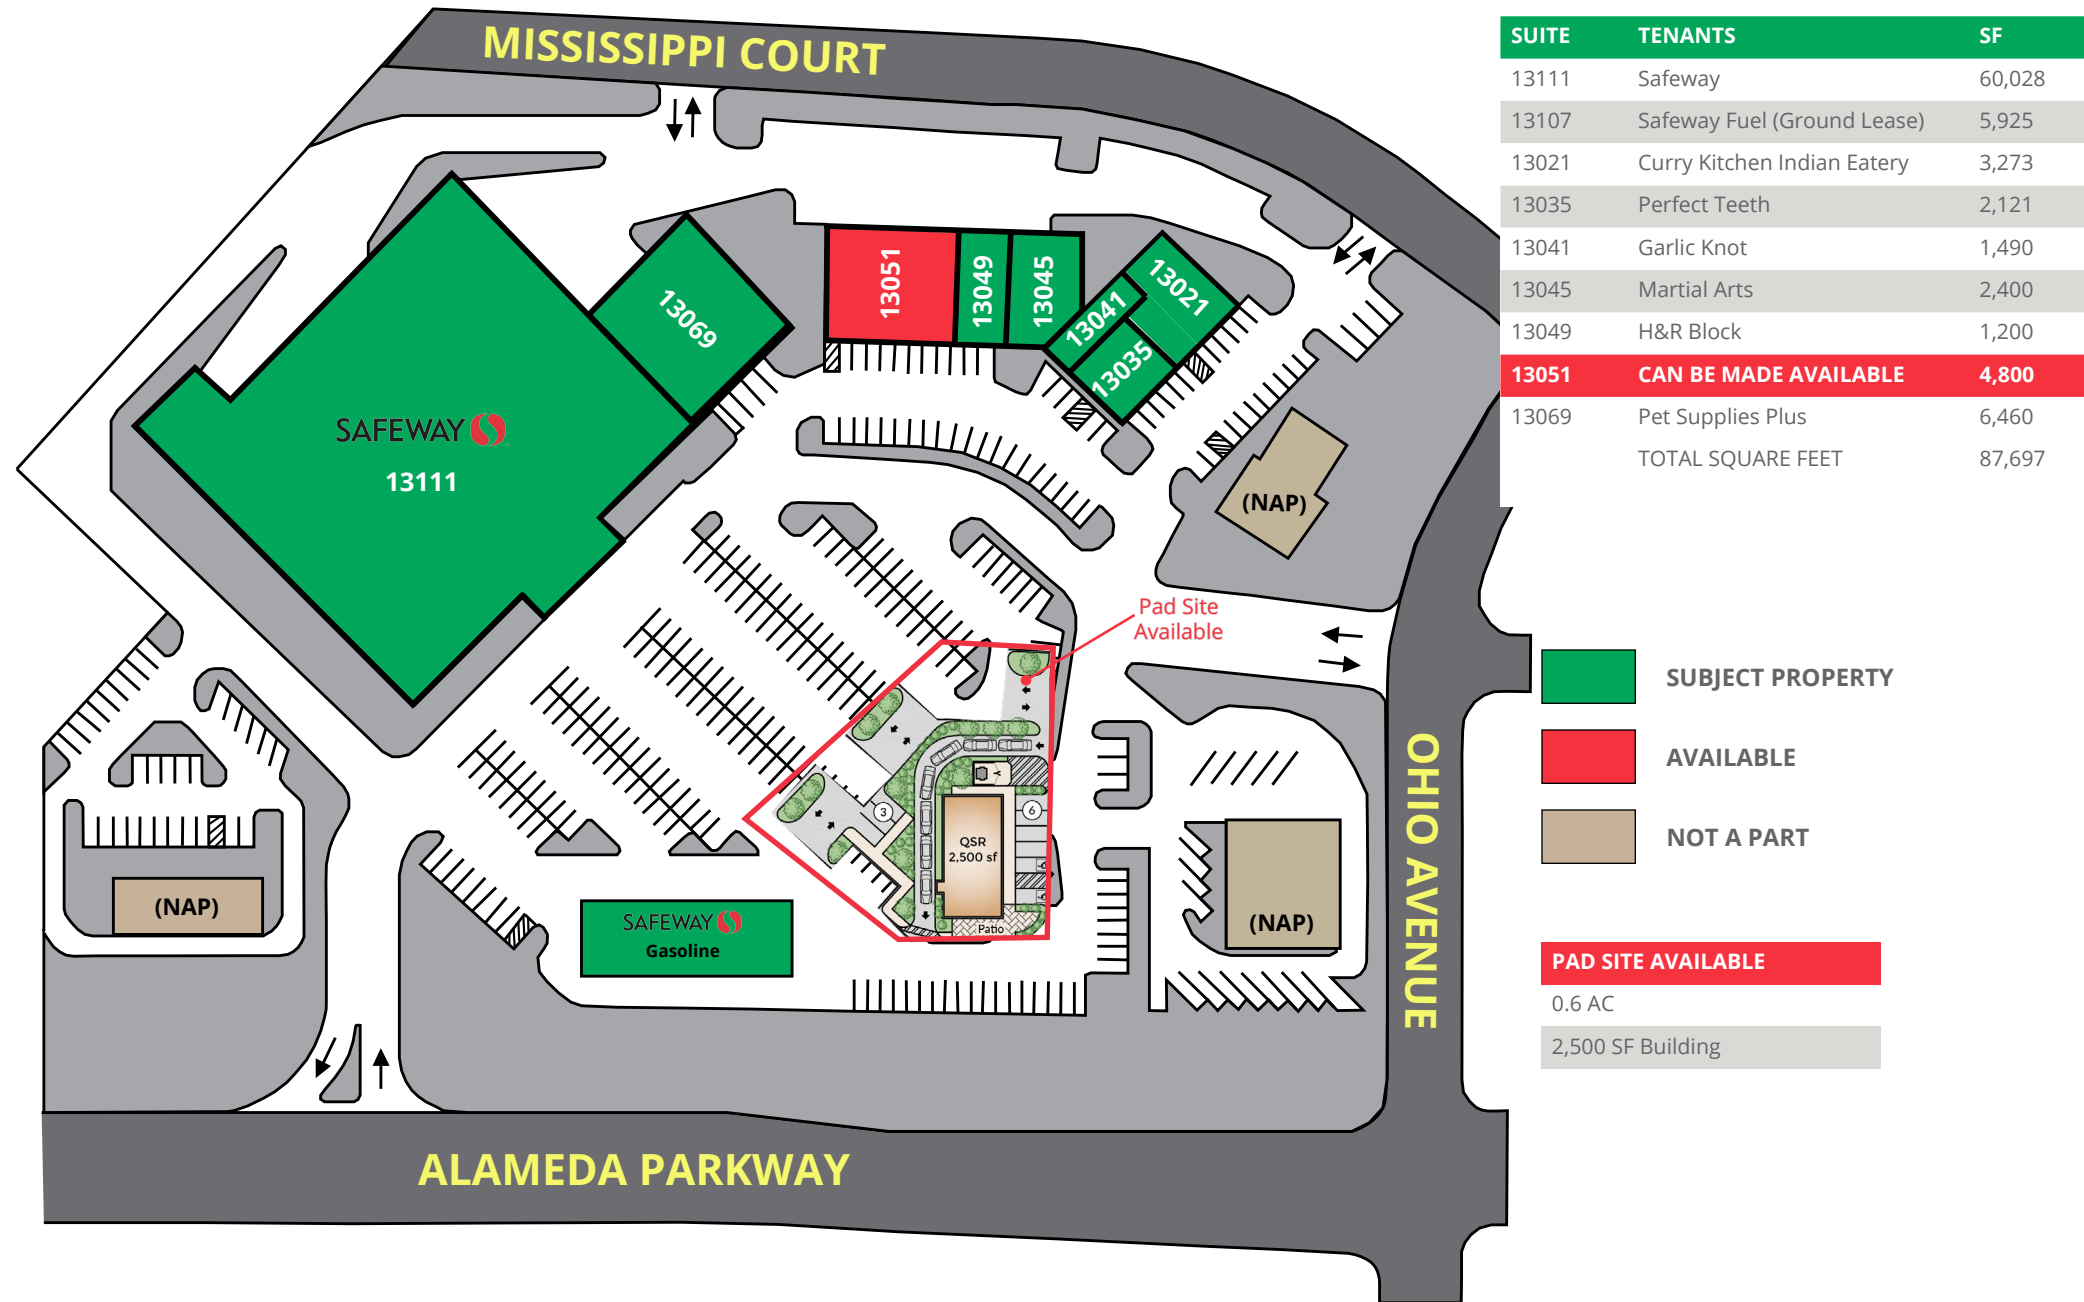 MISSISSIPPI COURT
SUITE TENANTS SF
13111 Safeway 60,028
13107 Safeway Fuel (Ground Lease) 5,925
13021 Curry Kitchen Indian Eatery 3,273
13035 Perfect Teeth 2,121
13041 Garlic Knot 1,490
13045 Martial Arts 2,400
13049 H&R Block 1,200
13051 CAN BE MADE AVAILABLE 4,800
13069 Pet Supplies Plus 6,460
TOTAL SQUARE FEET 87,697
13069
13051
13049
13045
13041
13021
13035
SAFEWAY
13111
(NAP)
Pad Site
Available
SUBJECT PROPERTY
AVAILABLE
NOT A PART
3
6
QSR
2,500 sf
Patio
(NAP)
SAFEWAY
Gasoline
(NAP)
OHIO AVENUE
PAD SITE AVAILABLE
0.6 AC
2,500 SF Building
ALAMEDA PARKWAY